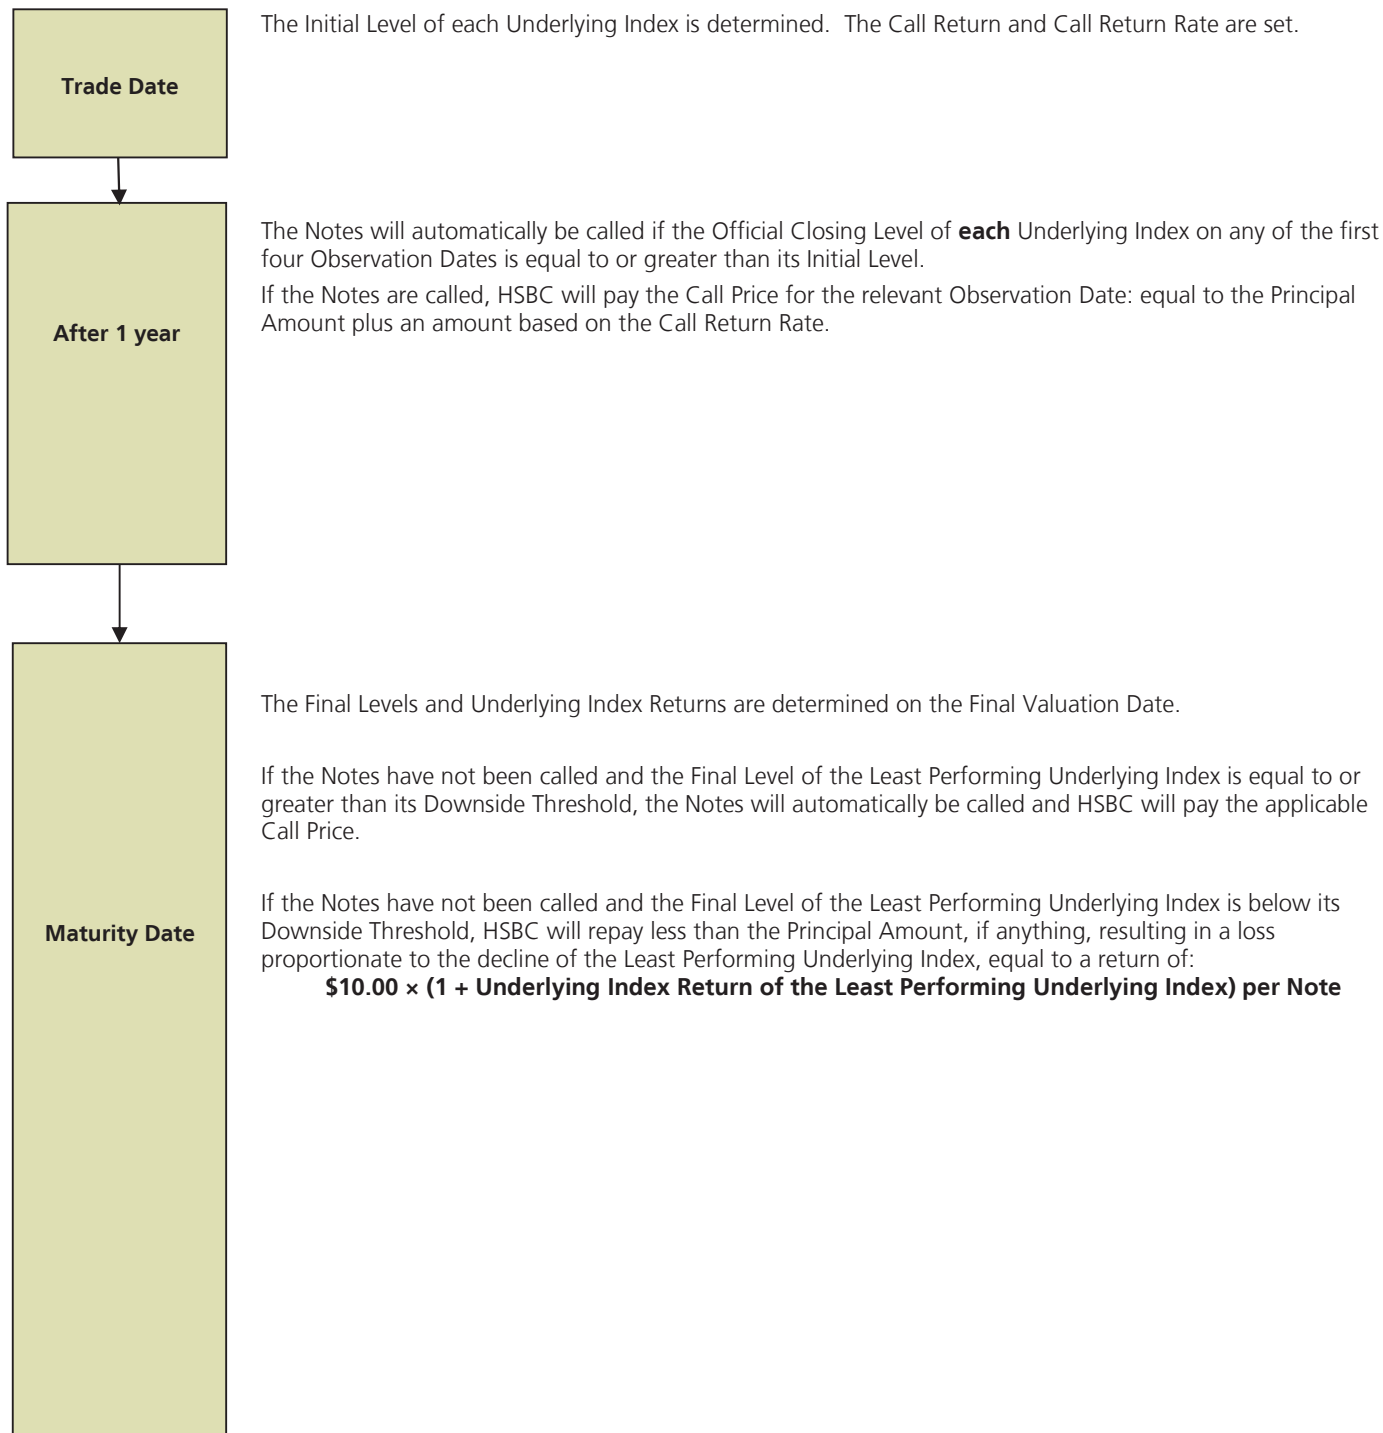 The Initial Level of each Underlying Index is determined.  The Call Return and Call Return Rate are set.
Trade Date
The Notes will automatically be called if the Official Closing Level of each Underlying Index on any of the first
four Observation Dates is equal to or greater than its Initial Level.
If the Notes are called, HSBC will pay the Call Price for the relevant Observation Date: equal to the Principal
Amount plus an amount based on the Call Return Rate.
After 1 year
The Final Levels and Underlying Index Returns are determined on the Final Valuation Date.
If the Notes have not been called and the Final Level of the Least Performing Underlying Index is equal to or
greater than its Downside Threshold, the Notes will automatically be called and HSBC will pay the applicable
Call Price.
If the Notes have not been called and the Final Level of the Least Performing Underlying Index is below its
Downside Threshold, HSBC will repay less than the Principal Amount, if anything, resulting in a loss
proportionate to the decline of the Least Performing Underlying Index, equal to a return of:
$10.00 × (1 + Underlying Index Return of the Least Performing Underlying Index) per Note
Maturity Date